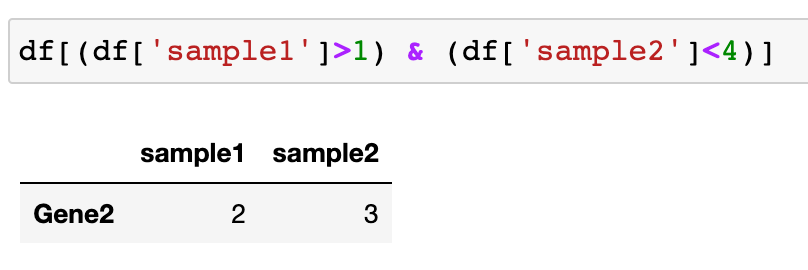 df[(df['sample1']>1) & (df['sample2']<4)]
sample1 sample2
Gene2 2 3